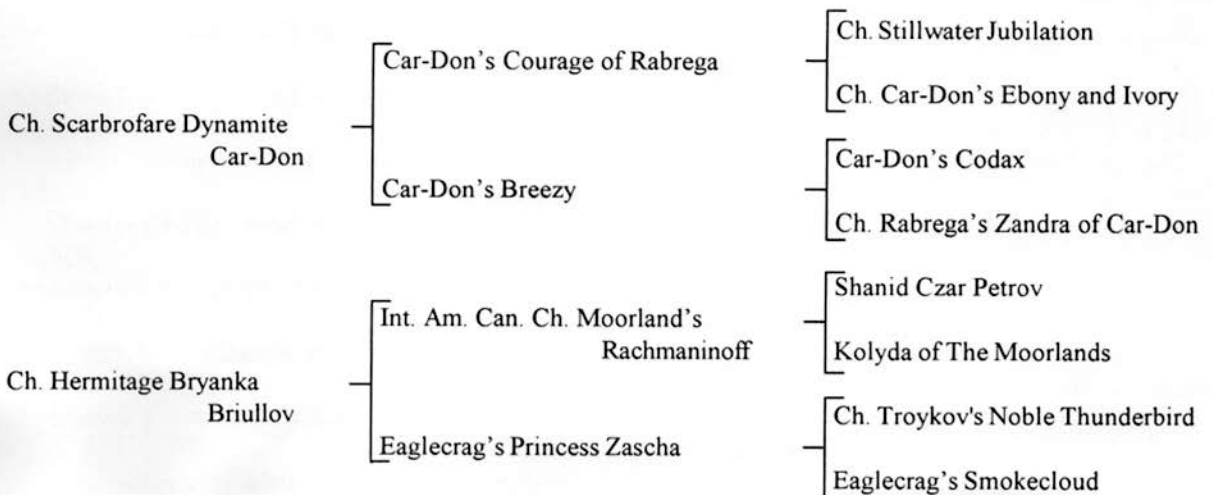 Ch. Scarbrofare Dynamite
Car-Don
Car-Don’s Courage of Rabrega
Ch. Stillwater Jubilation
Ch. Car-Don’s Ebony and Ivory
Car-Don’s Breezy
Car-Don’s Codax
Ch. Rabrega’s Zandra of Car-Don
Ch. Hermitage Bryanka
Briullov
Int. Am. Can. Ch. Moorland’s
Rachmaninoff
Shanid Czar Petrov
Kolyda of The Moorlands
Eaglecrag’s Princess Zascha
Ch. Troykov's Noble Thunderbird
Eaglecrag’s Smokecloud